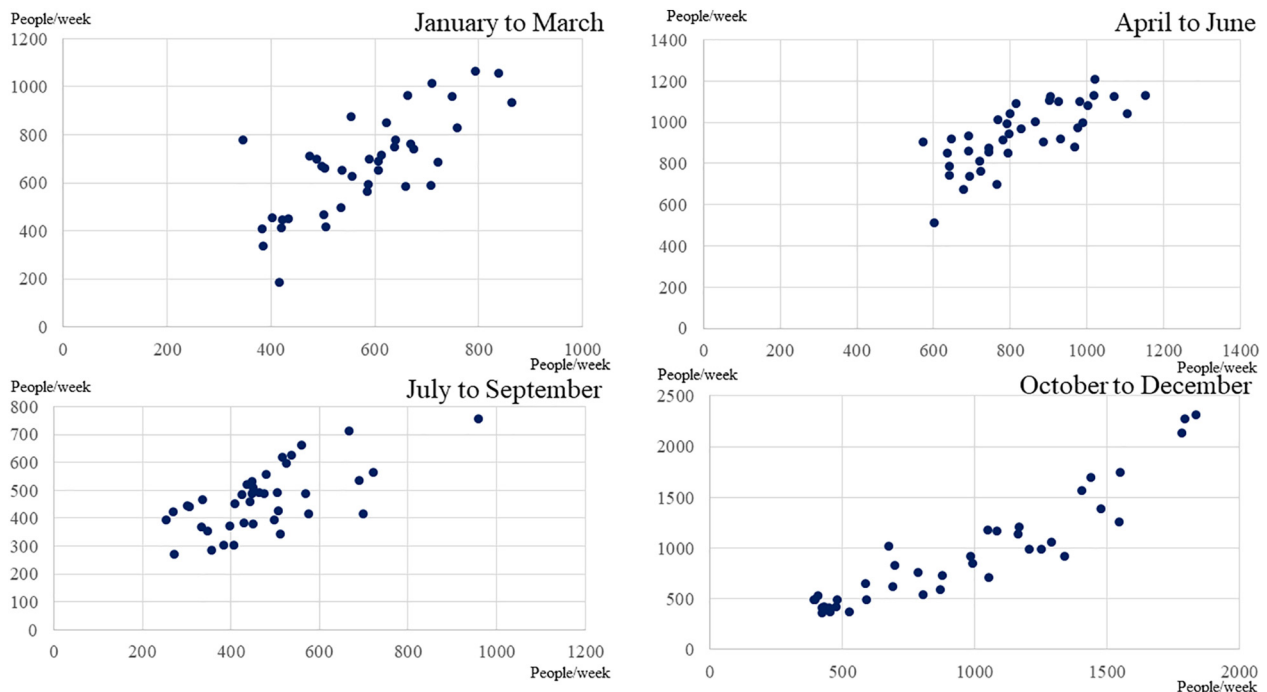 People/week
January to March
1200
1000
800
600
400
200
0
0 200 400 600 800 1000
People/week
People/week
April to June
1400
1200
1000
800
600
400
200
0
0 200 400 600 800 1000 1200 1400
People/week
People/week
July to September
800
700
600
500
400
300
200
100
0
0 200 400 600 800 1000 1200
People/week
People/week
October to December
2500
2000
1500
1000
500
0
0 500 1000 1500 2000
People/week